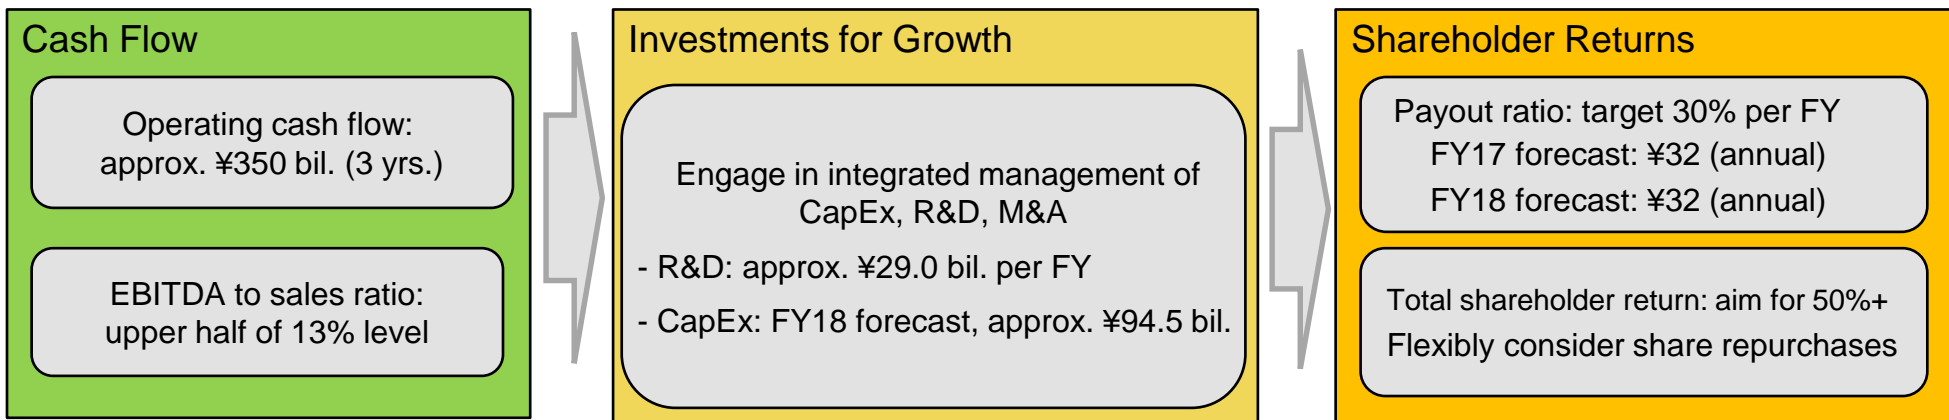 Cash Flow
Operating cash flow:
approx. ¥350 bil. (3 yrs.)
EBITDA to sales ratio:
upper half of 13% level
Investments for Growth
Engage in integrated management of
CapEx, R&D, M&A
- R&D: approx. ¥29.0 bil. per FY
- CapEx: FY18 forecast, approx. ¥94.5 bil.
Shareholder Returns
Payout ratio: target 30% per FY
FY17 forecast: ¥32 (annual)
FY18 forecast: ¥32 (annual)
Total shareholder return: aim for 50%+
Flexibly consider share repurchases